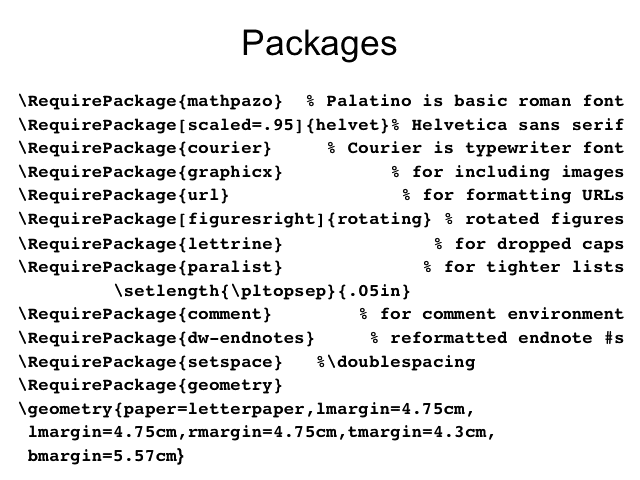 Packages
\RequirePackage{mathpazo} % Palatino is basic roman font
\RequirePackage[scaled=.95]{helvet}% Helvetica sans serif
\RequirePackage{courier} % Courier is typewriter font
\RequirePackage{graphicx} % for including images
\RequirePackage{url} % for formatting URLs
\RequirePackage[figuresright]{rotating} % rotated figures
\RequirePackage{lettrine} % for dropped caps
\RequirePackage{paralist} % for tighter lists
\setlength{\pltopsep}{.05in}
\RequirePackage{comment} % for comment environment
\RequirePackage{dw-endnotes} % reformatted endnote #s
\RequirePackage{setspace} %\doublespacing
\RequirePackage{geometry}
\geometry{paper=letterpaper,lmargin=4.75cm,
lmargin=4.75cm,rmargin=4.75cm,tmargin=4.3cm,
bmargin=5.57cm}